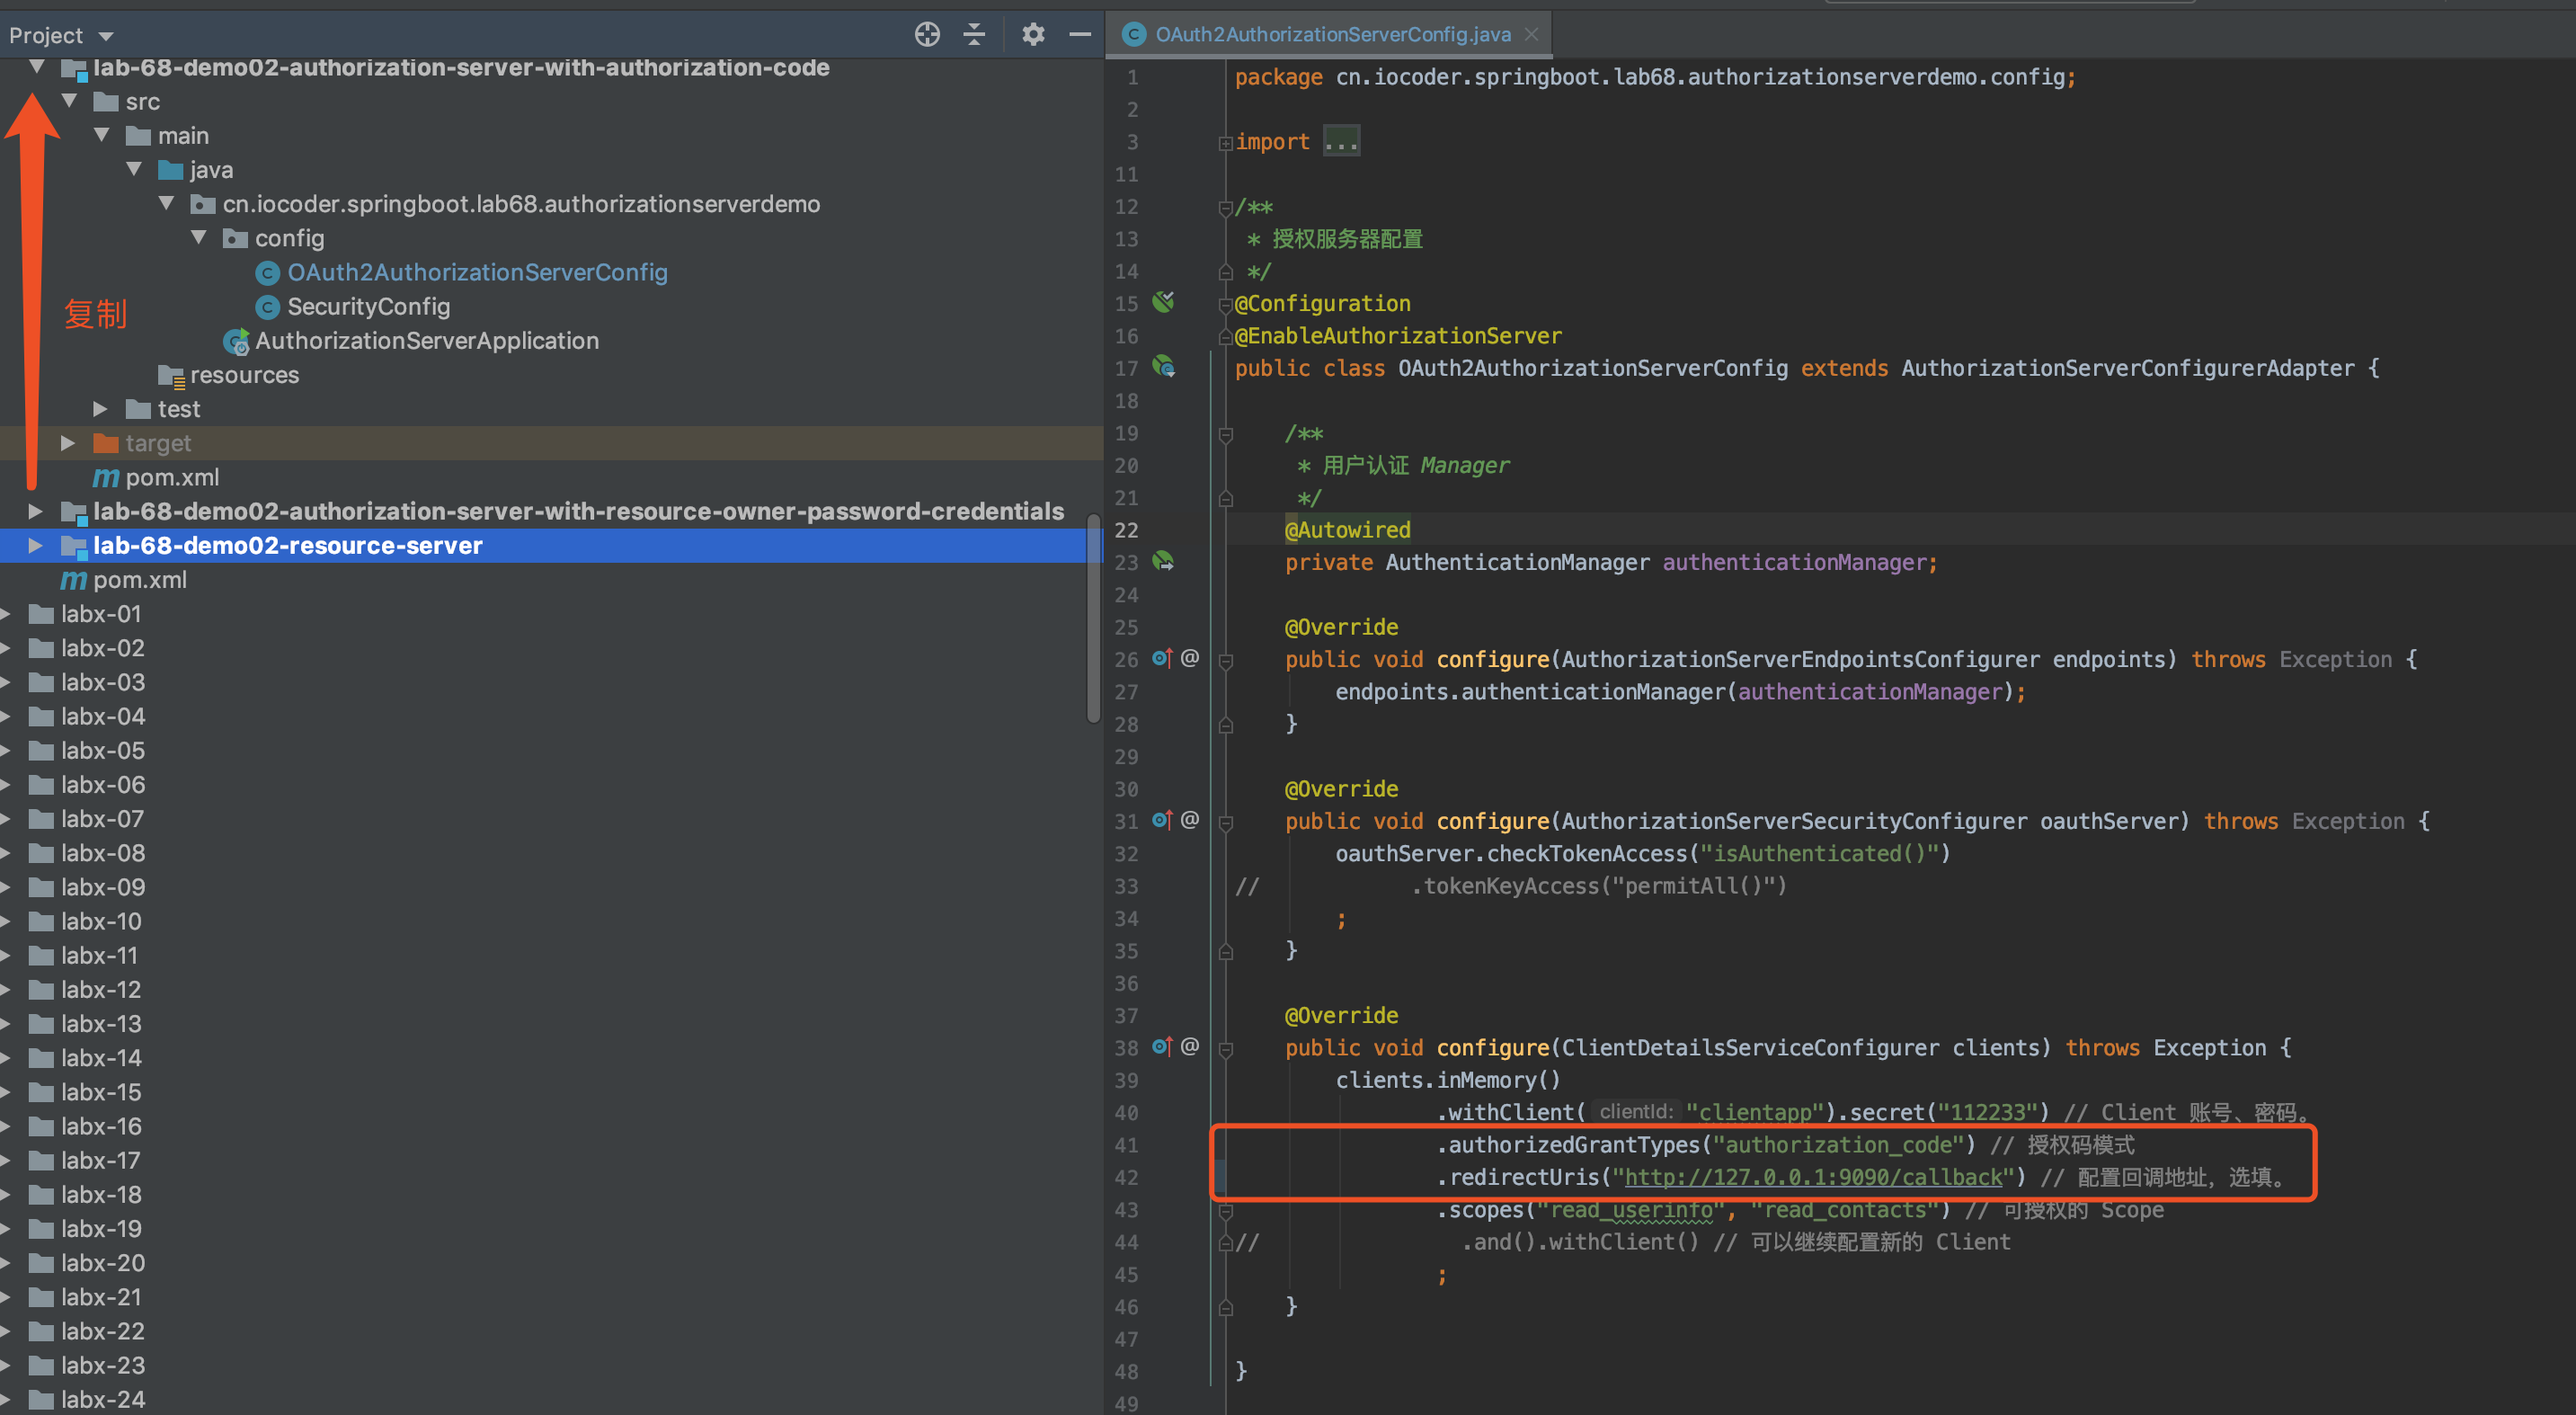 Project
lab-68-demo02-authorization-server-with-authorization-code
src
main
java
cn.iocoder.springboot.lab68.authorizationserverdemo
config
OAuth2AuthorizationServerConfig
SecurityConfig
复制
AuthorizationServerApplication
resources
test
target
pom.xml
lab-68-demo02-authorization-server-with-resource-owner-password-credentials
lab-68-demo02-resource-server
pom.xml
labx-01
labx-02
labx-03
labx-04
labx-05
labx-06
labx-07
labx-08
labx-09
labx-10
labx-11
labx-12
labx-13
labx-14
labx-15
labx-16
labx-17
labx-18
labx-19
labx-20
labx-21
labx-22
labx-23
labx-24
OAuth2AuthorizationServerConfig.java
1 package cn.iocoder.springboot.lab68.authorizationserverdemo.config;
2
3 import ...
11
12 /**
13 * 授权服务器配置
14 */
15 @Configuration
16 @EnableAuthorizationServer
17 public class OAuth2AuthorizationServerConfig extends AuthorizationServerConfigurerAdapter {
18
19 /**
20 * 用户认证 Manager
21 */
22 @Autowired
23 private AuthenticationManager authenticationManager;
24
25 @Override
26 public void configure(AuthorizationServerEndpointsConfigurer endpoints) throws Exception {
27 endpoints.authenticationManager(authenticationManager);
28 }
29
30 @Override
31 public void configure(AuthorizationServerSecurityConfigurer oauthServer) throws Exception {
32 oauthServer.checkTokenAccess("isAuthenticated()")
33 // .tokenKeyAccess("permitAll()")
34 ;
35 }
36
37 @Override
38 public void configure(ClientDetailsServiceConfigurer clients) throws Exception {
39 clients.inMemory()
40 .withClient( clientId: "clientapp").secret("112233") // Client 账号、密码。
41 .authorizedGrantTypes("authorization_code") // 授权码模式
42 .redirectUris("http://127.0.0.1:9090/callback") // 配置回调地址，选填。
43 .scopes("read_userinfo", "read_contacts") // 可授权的 Scope
44 // .and().withClient() // 可以继续配置新的 Client
45 ;
46 }
47
48 }
49